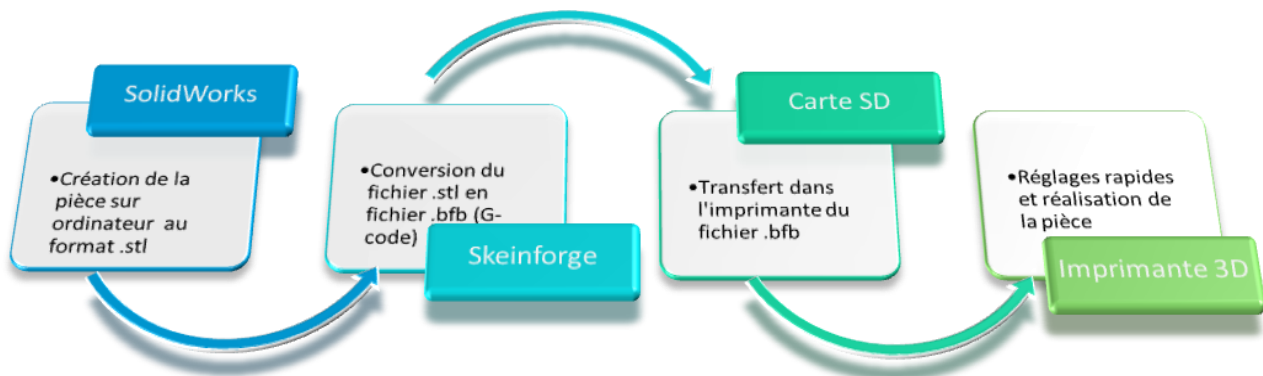 SolidWorks
•Création de la
pièce sur
ordinateur au
format .stl
•Conversion du
fichier .stl en
fichier .bfb (G-
code)
Skeinforge
Carte SD
•Transfert dans
l'imprimante du
fichier .bfb
•Réglages rapides
et réalisation de
la pièce
Imprimante 3D